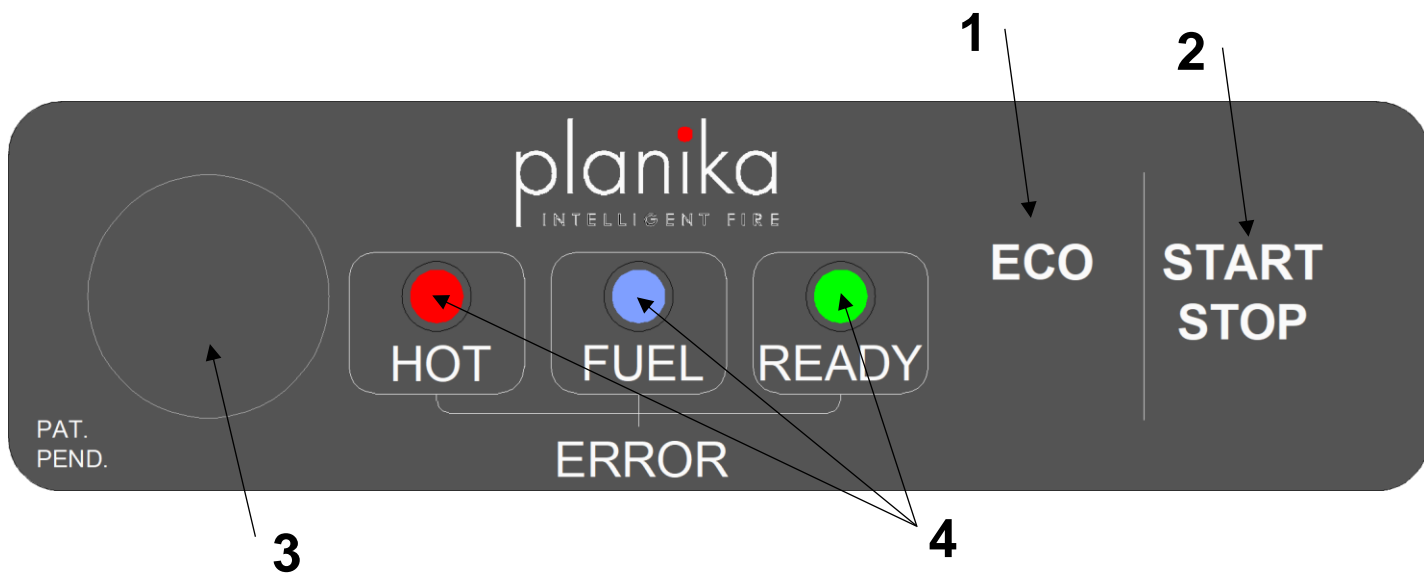 1
2
planika
INTELLIGENT FIRE
ECO
START
STOP
HOT
FUEL
READY
PAT.
PEND.
ERROR
3
4